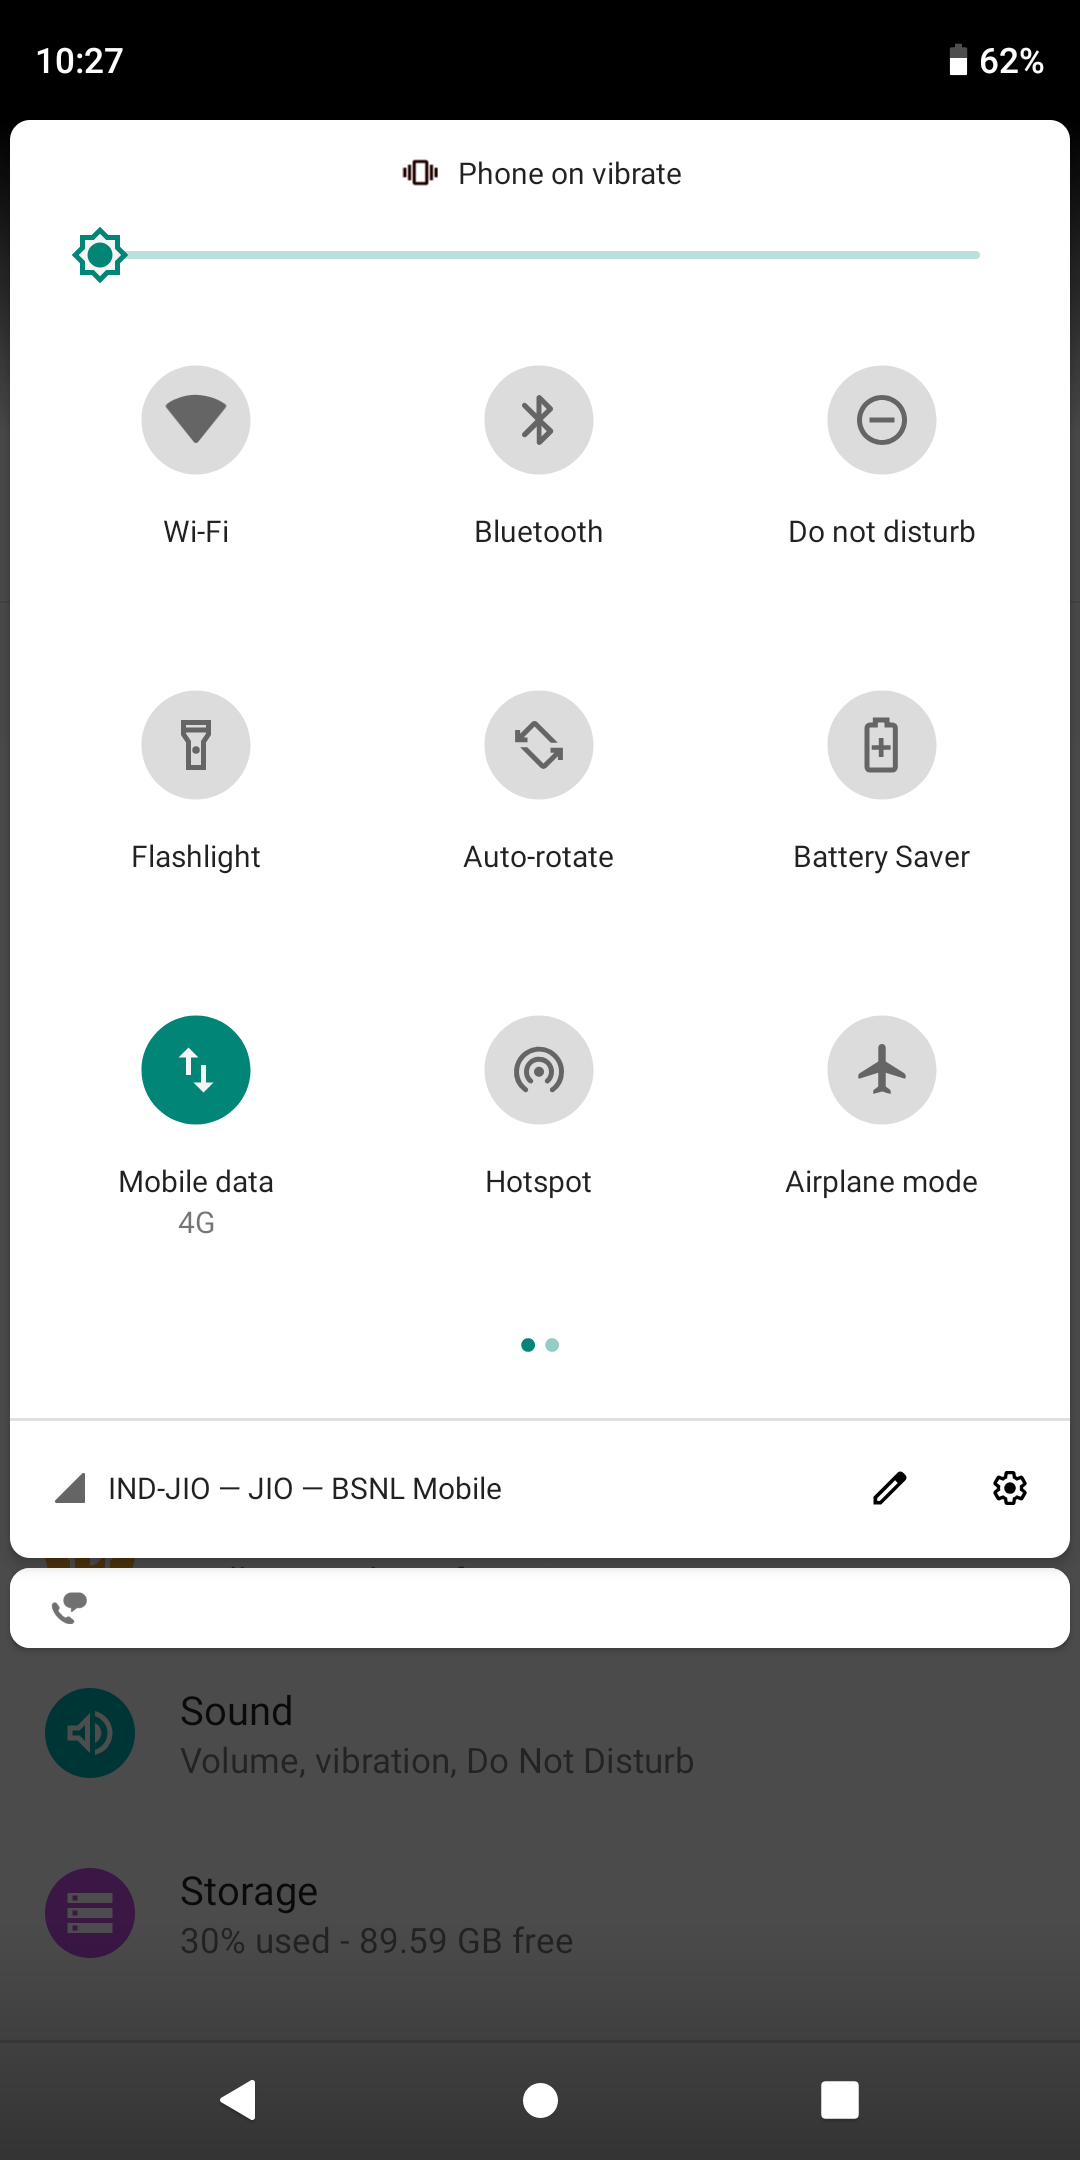 10:27
62%
Phone on vibrate
Wi-Fi
Bluetooth
Do not disturb
Flashlight
Auto-rotate
Battery Saver
Mobile data
4G
Hotspot
Airplane mode
IND-JIO — JIO — BSNL Mobile
Sound
Volume, vibration, Do Not Disturb
Storage
30% used - 89.59 GB free